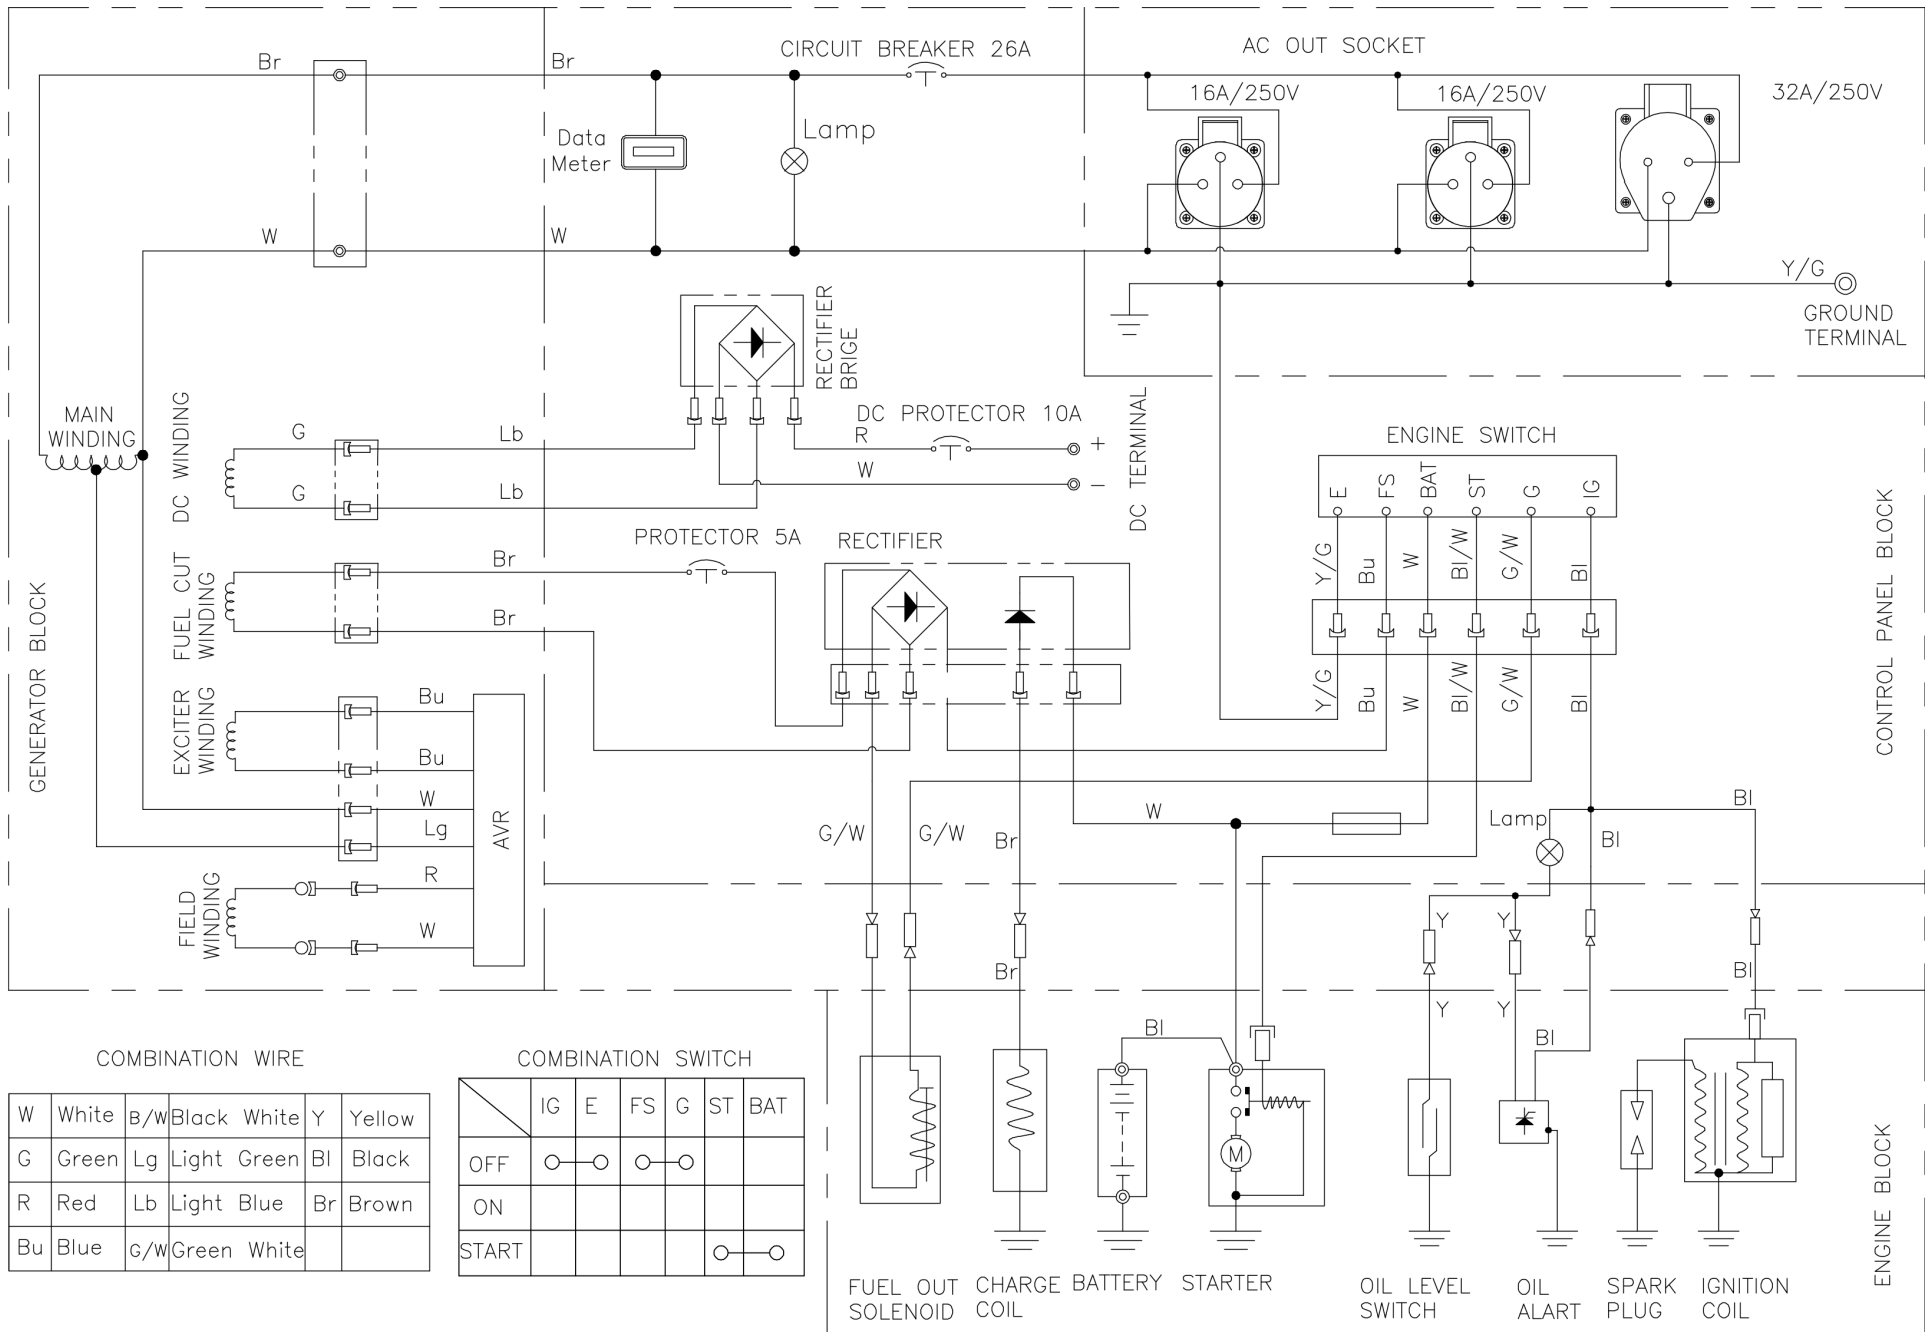 Br
Br
CIRCUIT BREAKER 26A
AC OUT SOCKET
16A/250V
16A/250V
32A/250V
Data
Meter
Lamp
W
W
Y/G
GROUND
TERMINAL
RECTIFIER
BRIGE
MAIN
WINDING
DC WINDING
G
Lb
G
Lb
DC PROTECTOR 10A
R
+
W
−
DC TERMINAL
ENGINE SWITCH
E
FS
BAT
ST
G
IG
Y/G
Bu
W
Bl/W
G/W
Bl
Y/G
Bu
W
Bl/W
G/W
Bl
CONTROL PANEL BLOCK
GENERATOR BLOCK
FUEL CUT
WINDING
Br
Br
PROTECTOR 5A
RECTIFIER
EXCITER
WINDING
Bu
Bu
W
Lg
AVR
FIELD
WINDING
R
W
G/W
G/W
Br
W
Lamp
Bl
Bl
Y
Y
Br
Bl
Y
Y
Bl
Bl
COMBINATION WIRE
W White B/W Black White Y Yellow
G Green Lg Light Green Bl Black
R Red Lb Light Blue Br Brown
Bu Blue G/W Green White
COMBINATION SWITCH
IG E FS G ST BAT
OFF
ON
START
M
FUEL OUT
SOLENOID
CHARGE
COIL
BATTERY
STARTER
OIL LEVEL
SWITCH
OIL
ALART
SPARK
PLUG
IGNITION
COIL
ENGINE BLOCK